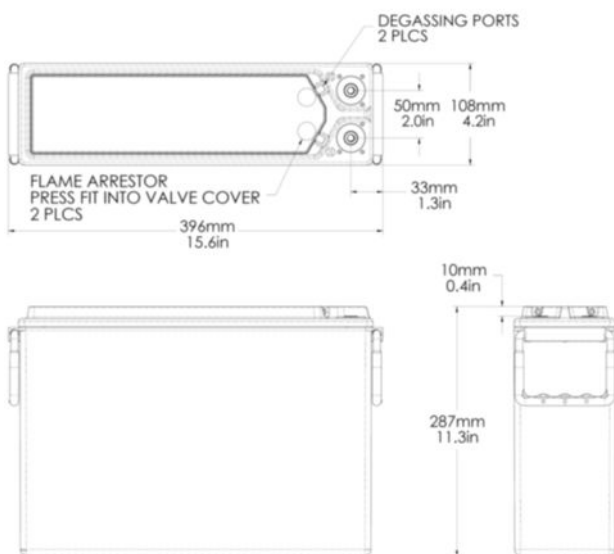 DEGASSING PORTS
2 PLCS
50mm
2.0in
108mm
4.2in
FLAME ARRESTOR
PRESS FIT INTO VALVE COVER
2 PLCS
33mm
1.3in
396mm
15.6in
10mm
0.4in
287mm
11.3in